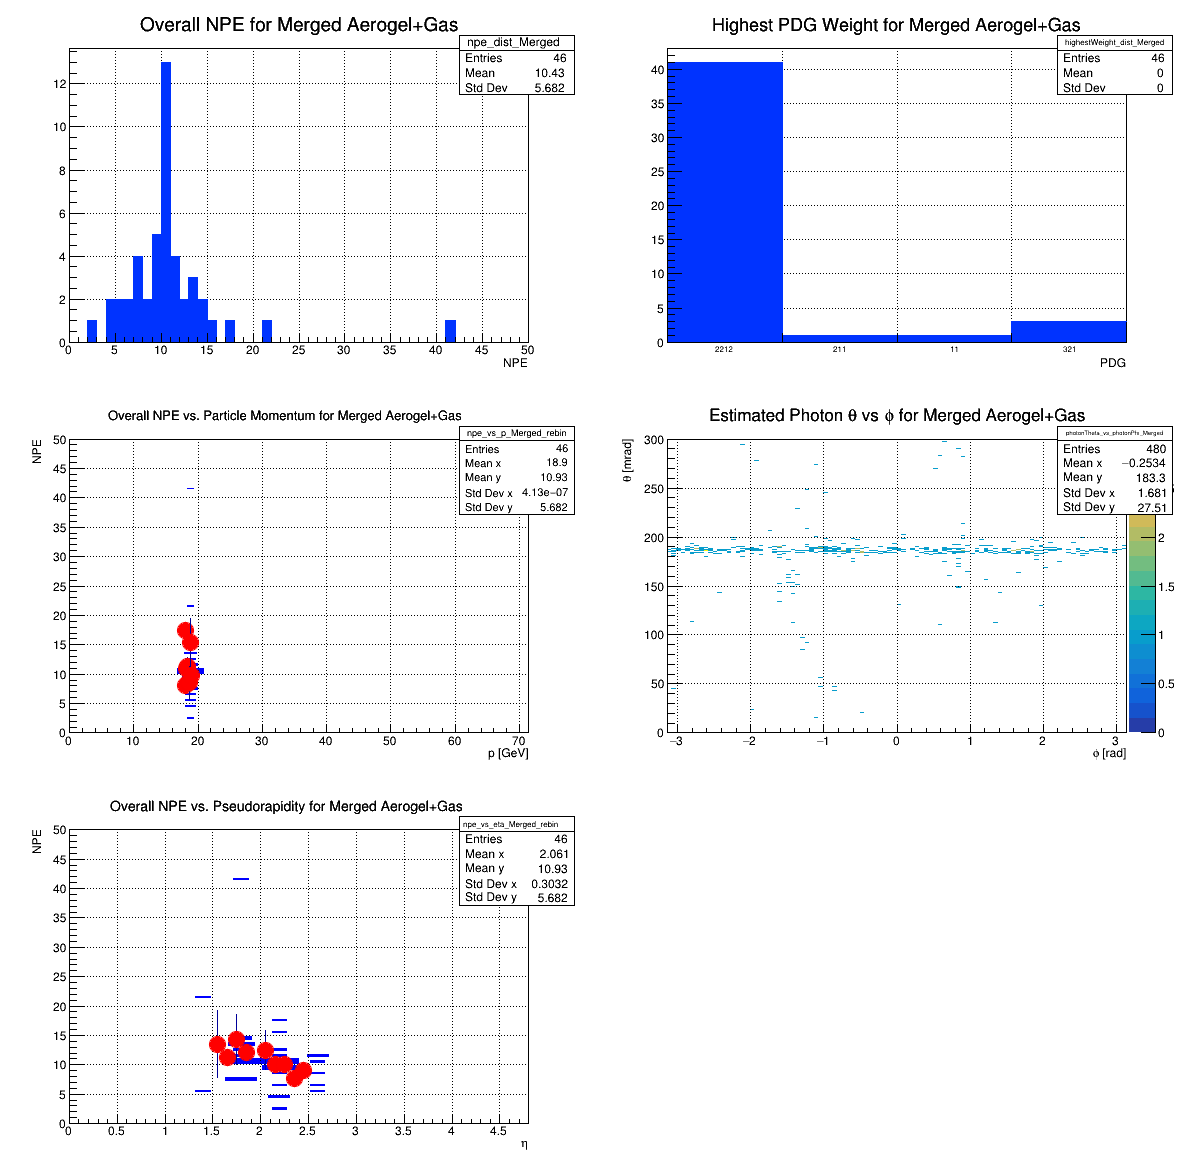 Overall NPE for Merged Aerogel+Gas
npe_dist_Merged
Entries 46
Mean 10.43
Std Dev 5.682
12
10
8
6
4
2
0
0 5 10 15 20 25 30 35 40 45 50
NPE
Highest PDG Weight for Merged Aerogel+Gas
highestWeight_dist_Merged
Entries 46
Mean 0
Std Dev 0
40
35
30
25
20
15
10
5
0
2212 211 11 321
PDG
Overall NPE vs. Particle Momentum for Merged Aerogel+Gas
npe_vs_p_Merged_rebin
Entries 46
Mean x 18.9
Mean y 10.93
Std Dev x 4.13e−07
Std Dev y 5.682
NPE
50
45
40
35
30
25
20
15
10
5
0
0 10 20 30 40 50 60 70
p [GeV]
Estimated Photon θ vs ϕ for Merged Aerogel+Gas
photonTheta_vs_photonPhi_Merged
Entries 480
Mean x −0.2534
Mean y 183.3
Std Dev x 1.681
Std Dev y 27.51
θ [mrad]
300
250
200
150
100
50
0
−3 −2 −1 0 1 2 3
ϕ [rad]
2
1.5
1
0.5
0
Overall NPE vs. Pseudorapidity for Merged Aerogel+Gas
npe_vs_eta_Merged_rebin
Entries 46
Mean x 2.061
Mean y 10.93
Std Dev x 0.3032
Std Dev y 5.682
NPE
50
45
40
35
30
25
20
15
10
5
0
0 0.5 1 1.5 2 2.5 3 3.5 4 4.5
η